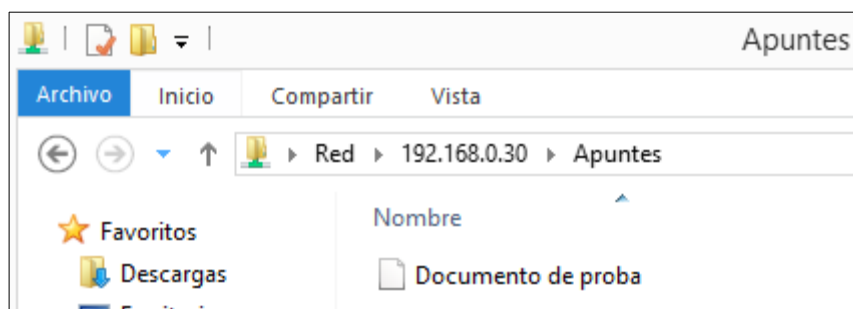 Apuntes
Archivo Inicio Compartir Vista
Red 192.168.0.30 Apuntes
Favoritos
Nombre
Descargas
Documento de proba